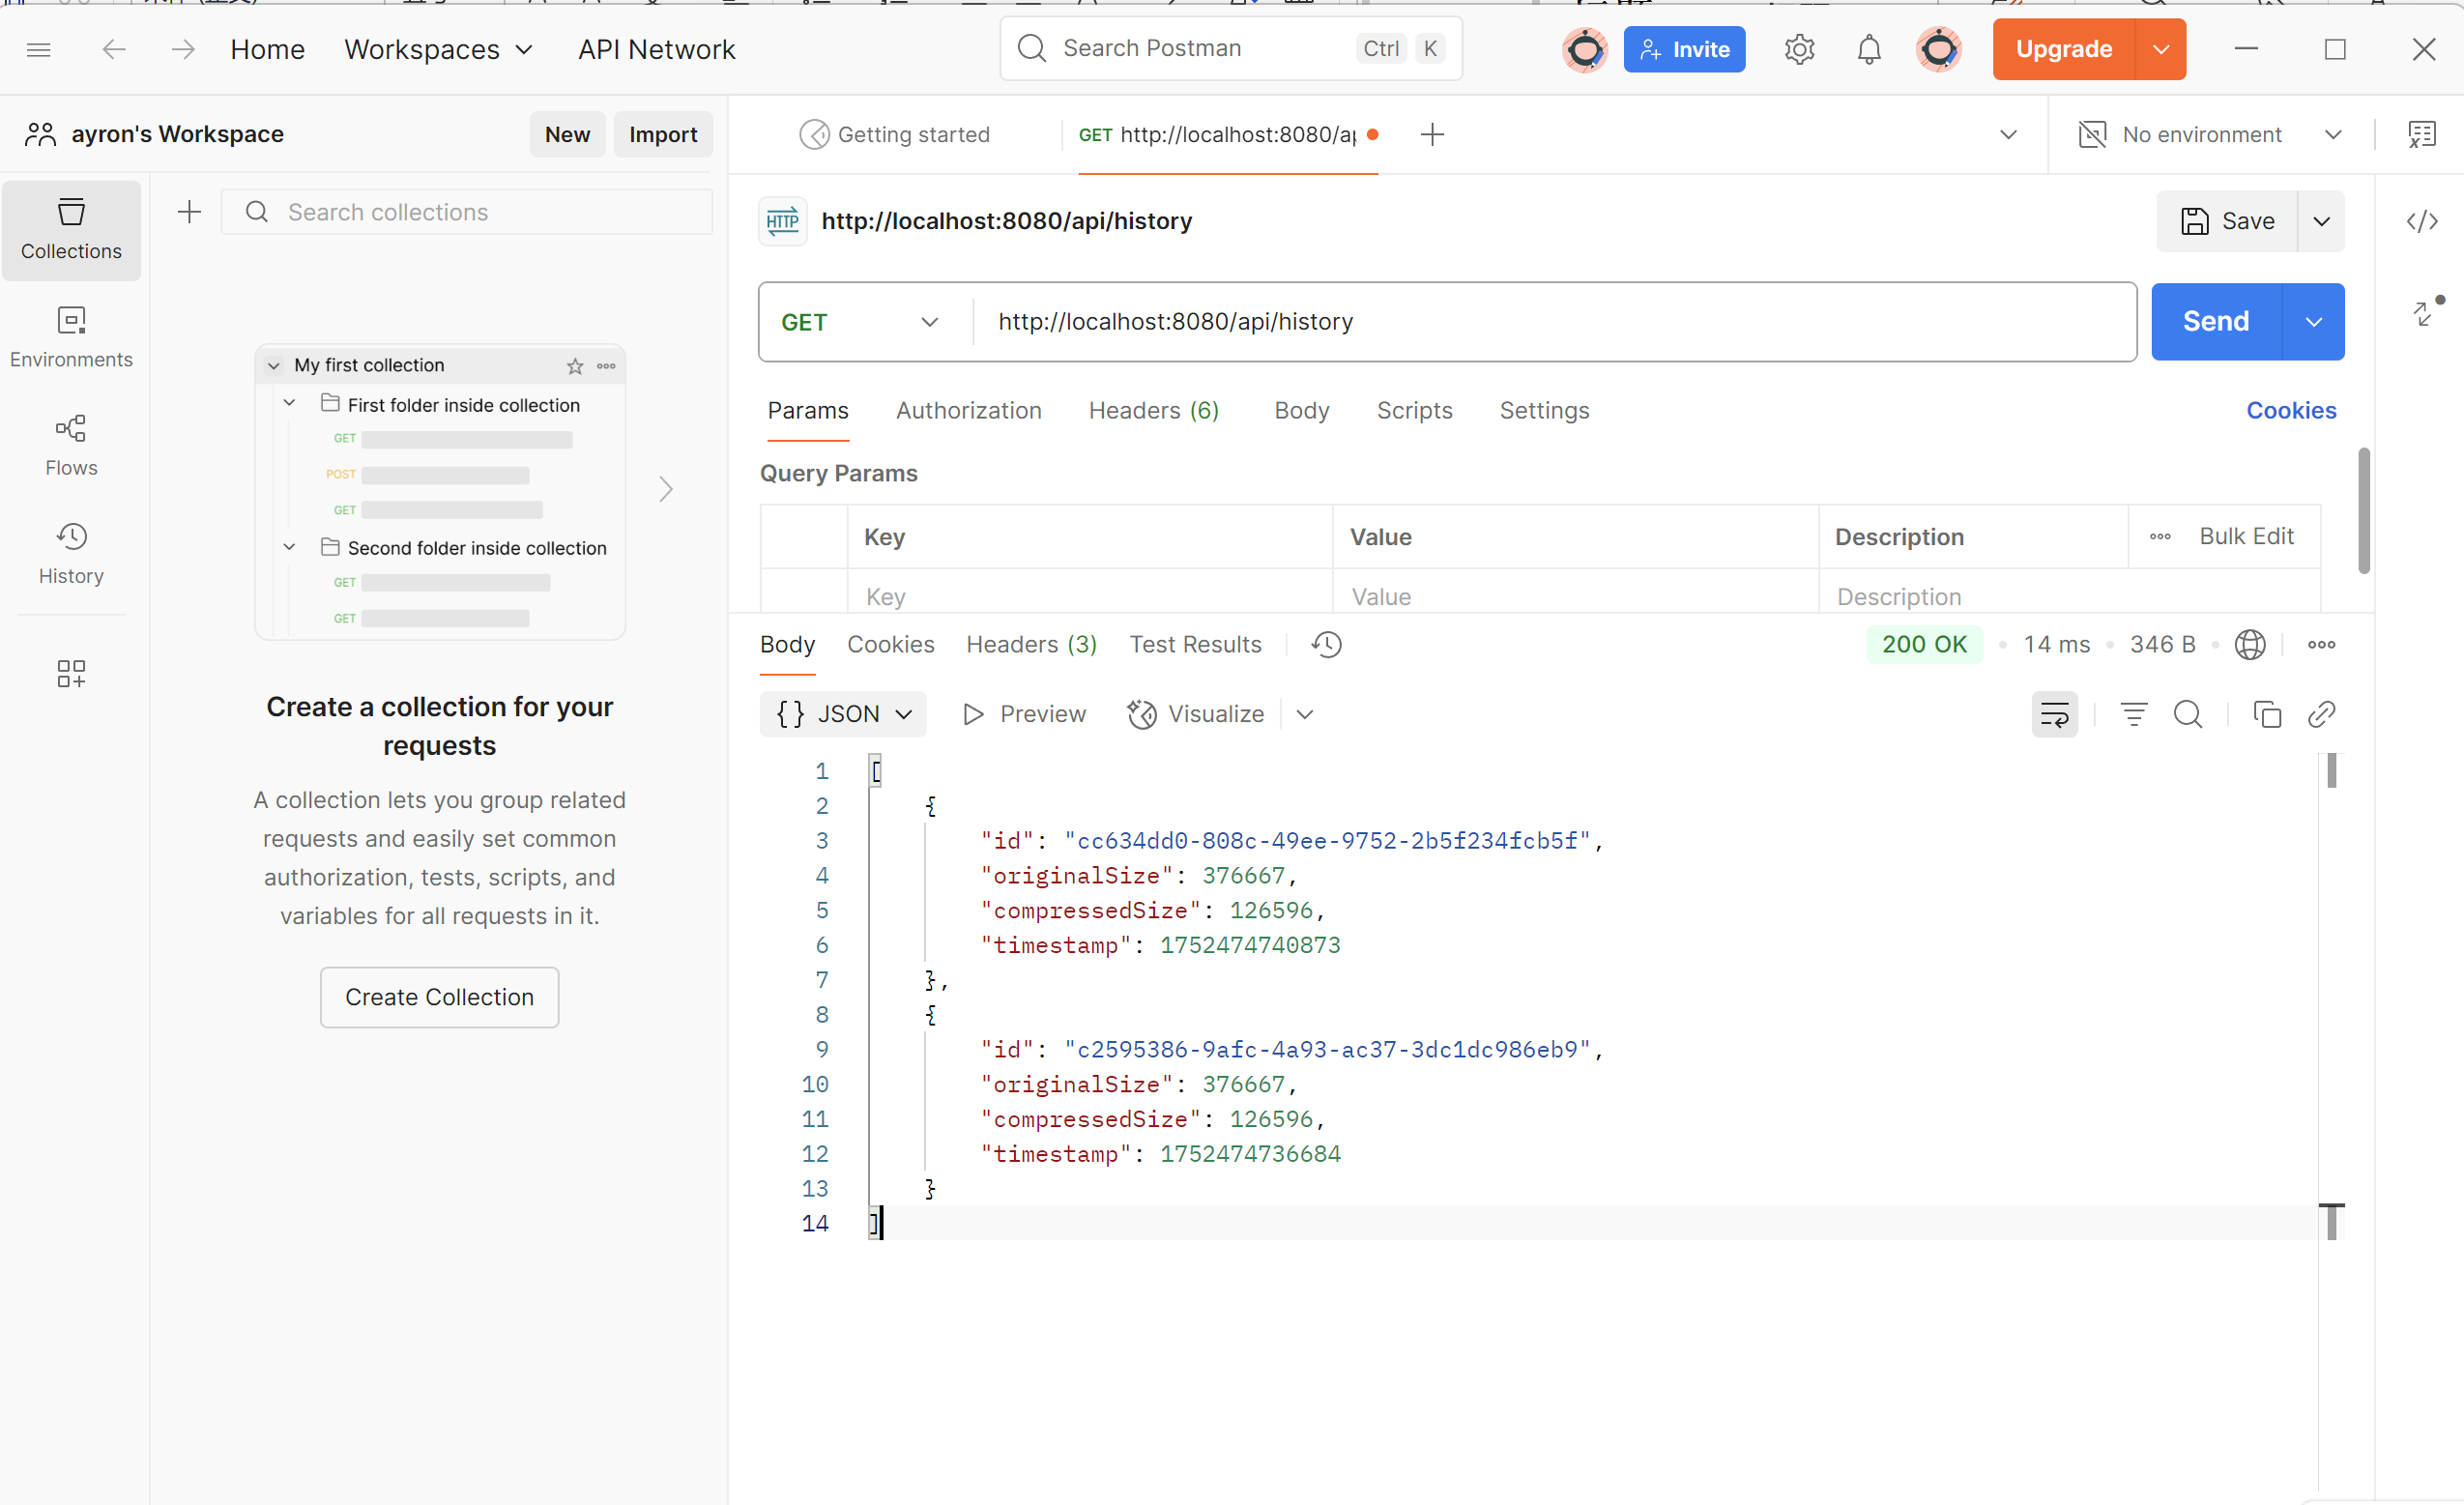 Home
Workspaces
API Network
Search Postman
Ctrl
K
Invite
Upgrade
ayron's Workspace
New
Import
Getting started
GET http://localhost:8080/a
No environment
Collections
Environments
Flows
History
Search collections
My first collection
First folder inside collection
GET
POST
GET
Second folder inside collection
GET
GET
Create a collection for your
requests
A collection lets you group related
requests and easily set common
authorization, tests, scripts, and
variables for all requests in it.
Create Collection
HTTP
http://localhost:8080/api/history
Save
GET
http://localhost:8080/api/history
Send
Params
Authorization
Headers (6)
Body
Scripts
Settings
Cookies
Query Params
Key
Value
Description
Bulk Edit
Key
Value
Description
Body
Cookies
Headers (3)
Test Results
200 OK
14 ms
346 B
{} JSON
Preview
Visualize
1 [
2 {
3 "id": "cc634dd0-808c-49ee-9752-2b5f234fcb5f",
4 "originalSize": 376667,
5 "compressedSize": 126596,
6 "timestamp": 1752474740873
7 },
8 {
9 "id": "c2595386-9afc-4a93-ac37-3dc1dc986eb9",
10 "originalSize": 376667,
11 "compressedSize": 126596,
12 "timestamp": 1752474736684
13 }
14 ]